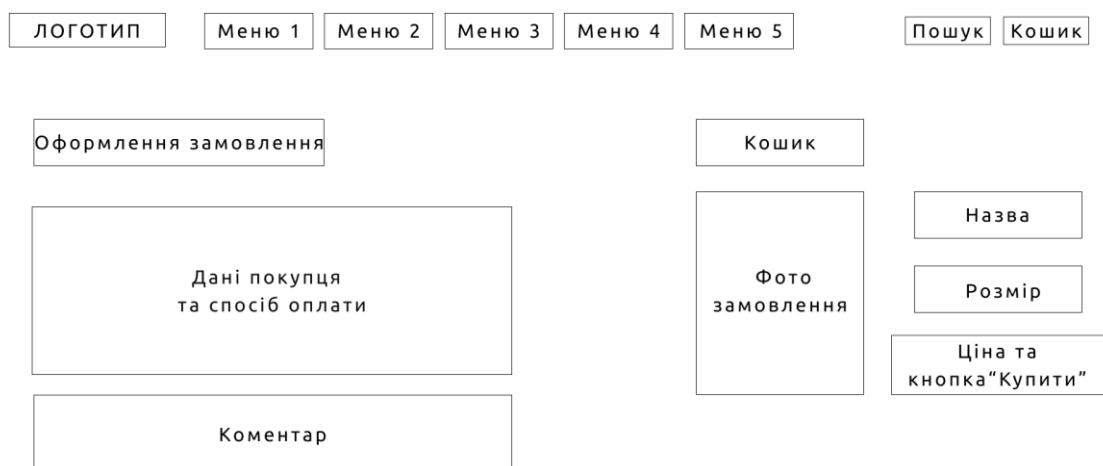 ЛОГОТИП Меню 1 Меню 2 Меню 3 Меню 4 Меню 5 Пошук Кошик
Оформлення замовлення
Дані покупця
та спосіб оплати
Коментар
Кошик
Фото
замовлення
Назва
Розмір
Ціна та
кнопка“Купити”